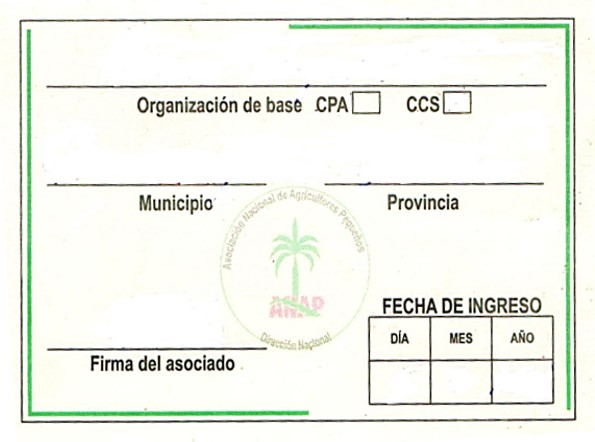 Organización de base CPA CCS
Municipio Provincia
Asociación Nacional de Agricultores Pequeños
ANAP
Dirección Nacional
FECHA DE INGRESO
DÍA MES AÑO
Firma del asociado